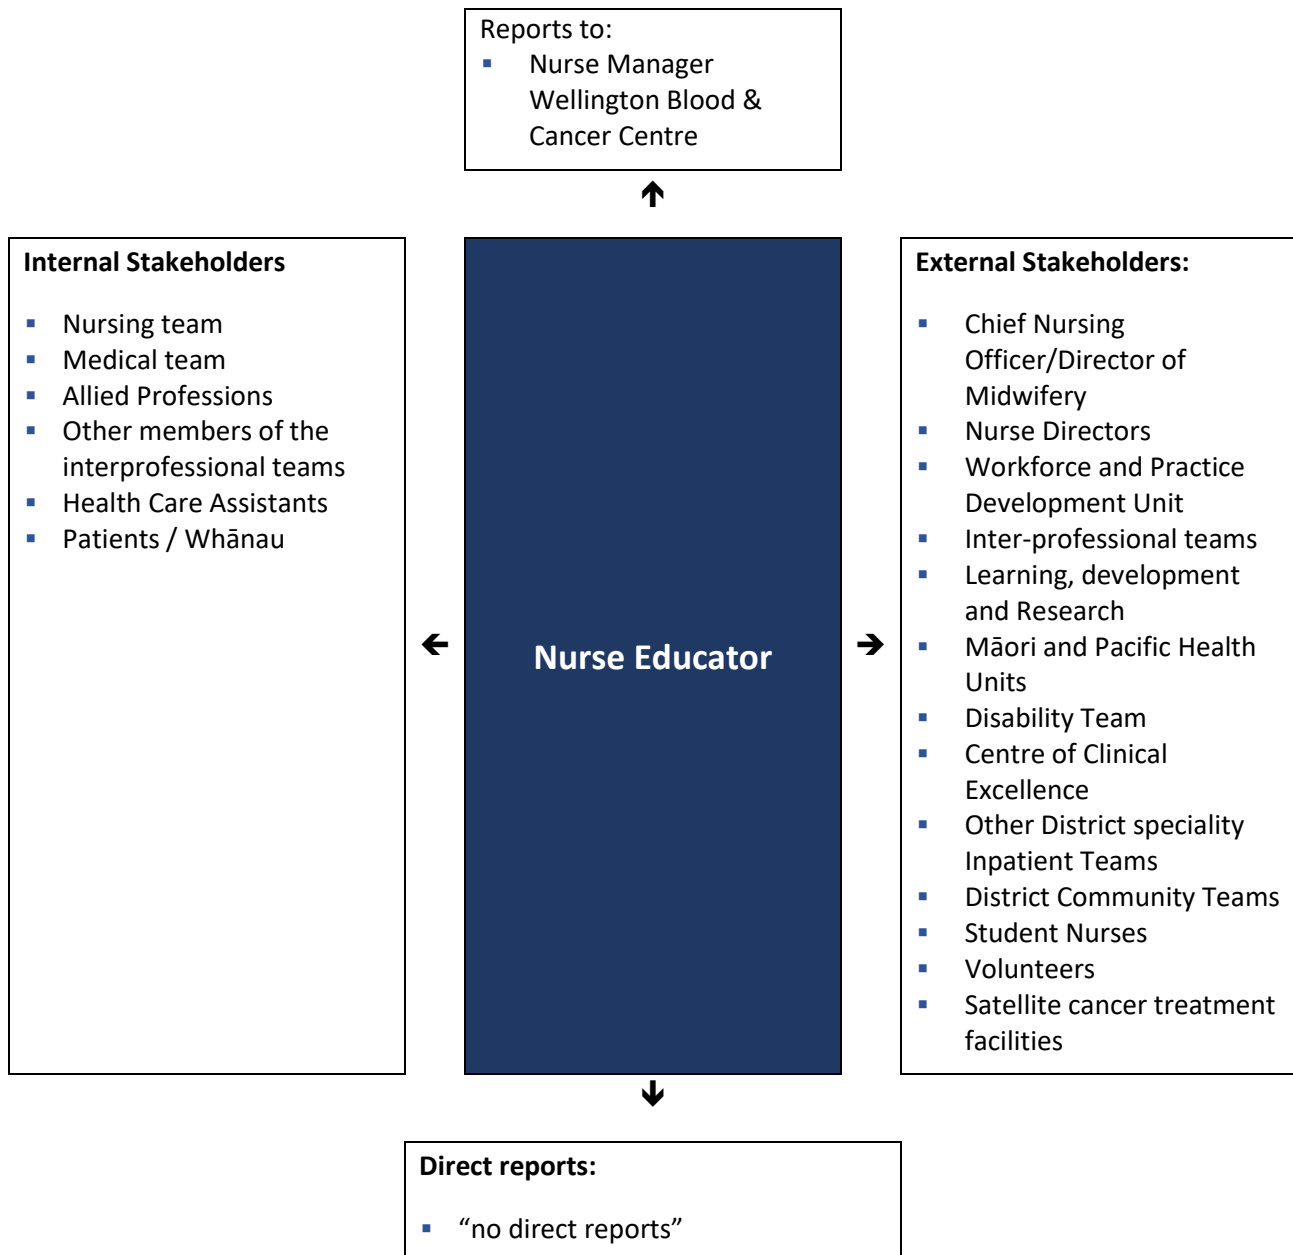 Reports to:
▪ Nurse Manager
Wellington Blood &
Cancer Centre
Internal Stakeholders
▪ Nursing team
▪ Medical team
▪ Allied Professions
▪ Other members of the
interprofessional teams
▪ Health Care Assistants
▪ Patients / Whānau
Nurse Educator
External Stakeholders:
▪ Chief Nursing
Officer/Director of
Midwifery
▪ Nurse Directors
▪ Workforce and Practice
Development Unit
▪ Inter-professional teams
▪ Learning, development
and Research
▪ Māori and Pacific Health
Units
▪ Disability Team
▪ Centre of Clinical
Excellence
▪ Other District speciality
Inpatient Teams
▪ District Community Teams
▪ Student Nurses
▪ Volunteers
▪ Satellite cancer treatment
facilities
Direct reports:
▪ “no direct reports”